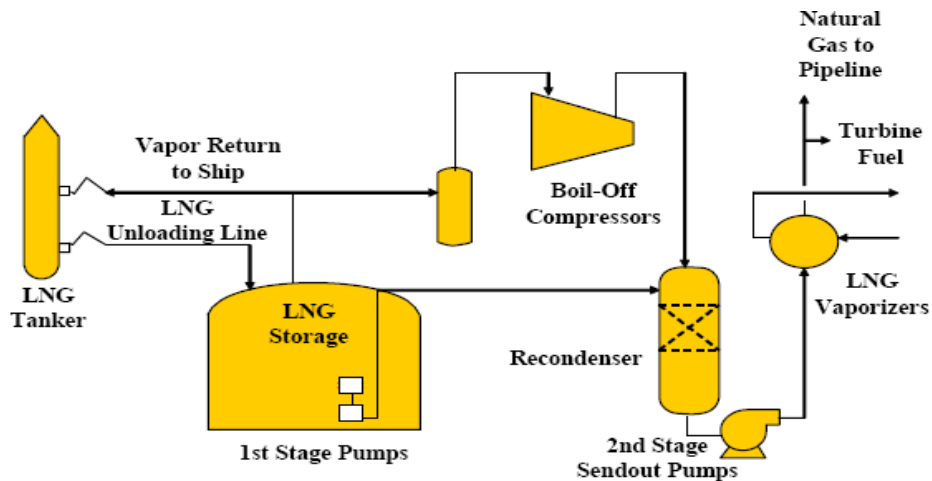 Natural
Gas to
Pipeline
Turbine
Fuel
Vapor Return
to Ship
Boil-Off
Compressors
LNG
Unloading Line
LNG
Tanker
LNG
Storage
LNG
Vaporizers
Recondenser
1st Stage Pumps
2nd Stage
Sendout Pumps